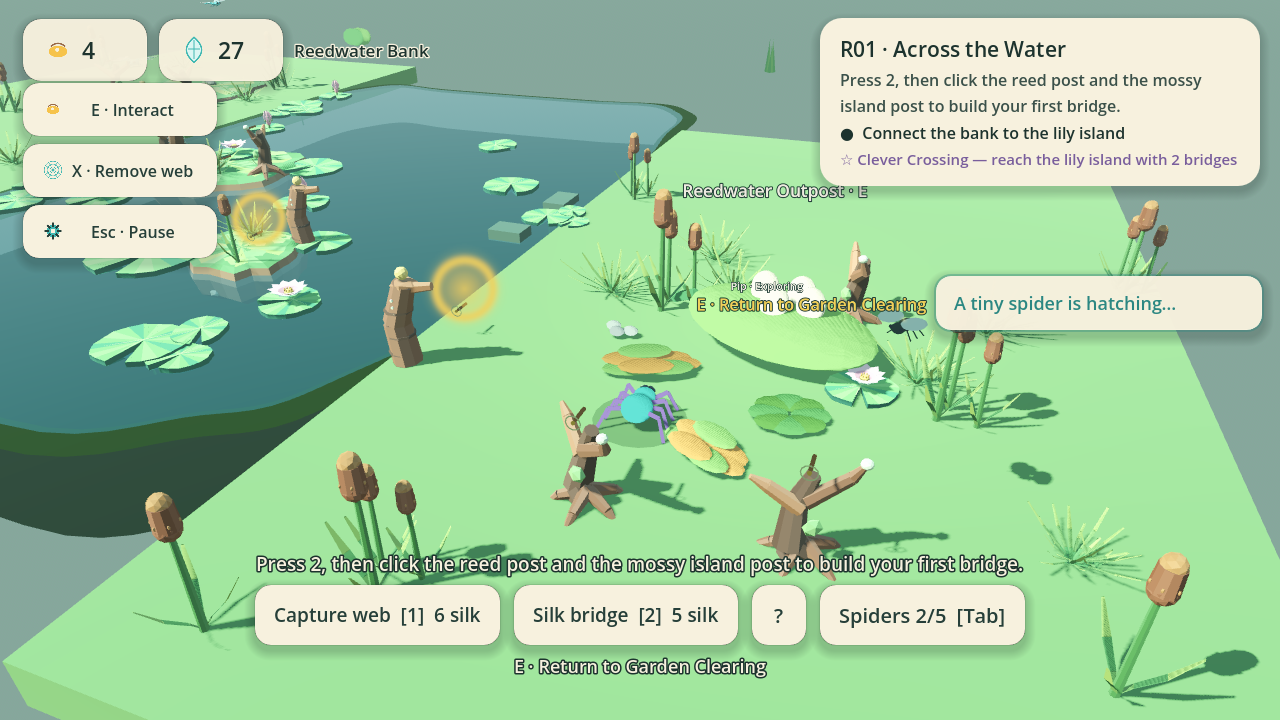 4
27
Reedwater Bank
E · Interact
X · Remove web
Esc · Pause
R01 · Across the Water
Press 2, then click the reed post and the mossy
island post to build your first bridge.
Connect the bank to the lily island
☆ Clever Crossing — reach the lily island with 2 bridges
Reedwater Outpost · E
Pip · Exploring
E · Return to Garden Clearing
A tiny spider is hatching...
Press 2, then click the reed post and the mossy island post to build your first bridge.
Capture web [1] 6 silk
Silk bridge [2] 5 silk
?
Spiders 2/5 [Tab]
E · Return to Garden Clearing